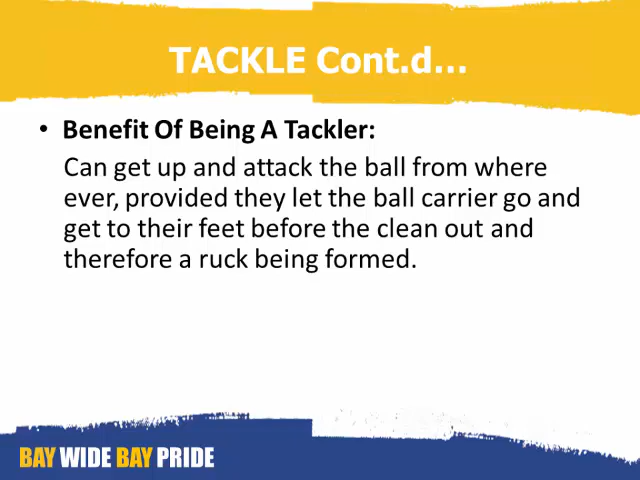 TACKLE Cont.d...
• Benefit Of Being A Tackler:
Can get up and attack the ball from where
ever, provided they let the ball carrier go and
get to their feet before the clean out and
therefore a ruck being formed.
BAY WIDE BAY PRIDE